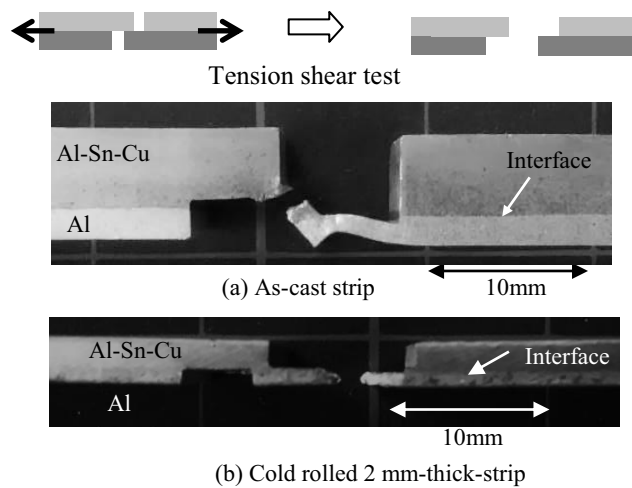 Tension shear test
Al-Sn-Cu
Interface
Al
(a) As-cast strip
10mm
Al-Sn-Cu
Interface
Al
10mm
(b) Cold rolled 2 mm-thick-strip